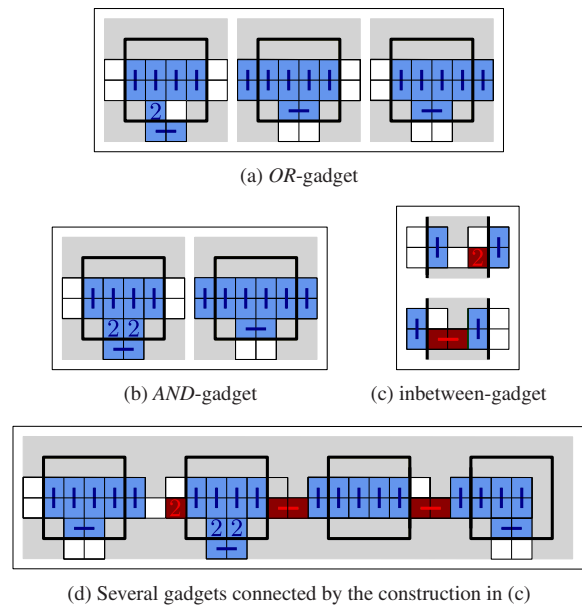 2
(a) OR-gadget
2 2
2
(b) AND-gadget
(c) inbetween-gadget
2
2 2
(d) Several gadgets connected by the construction in (c)